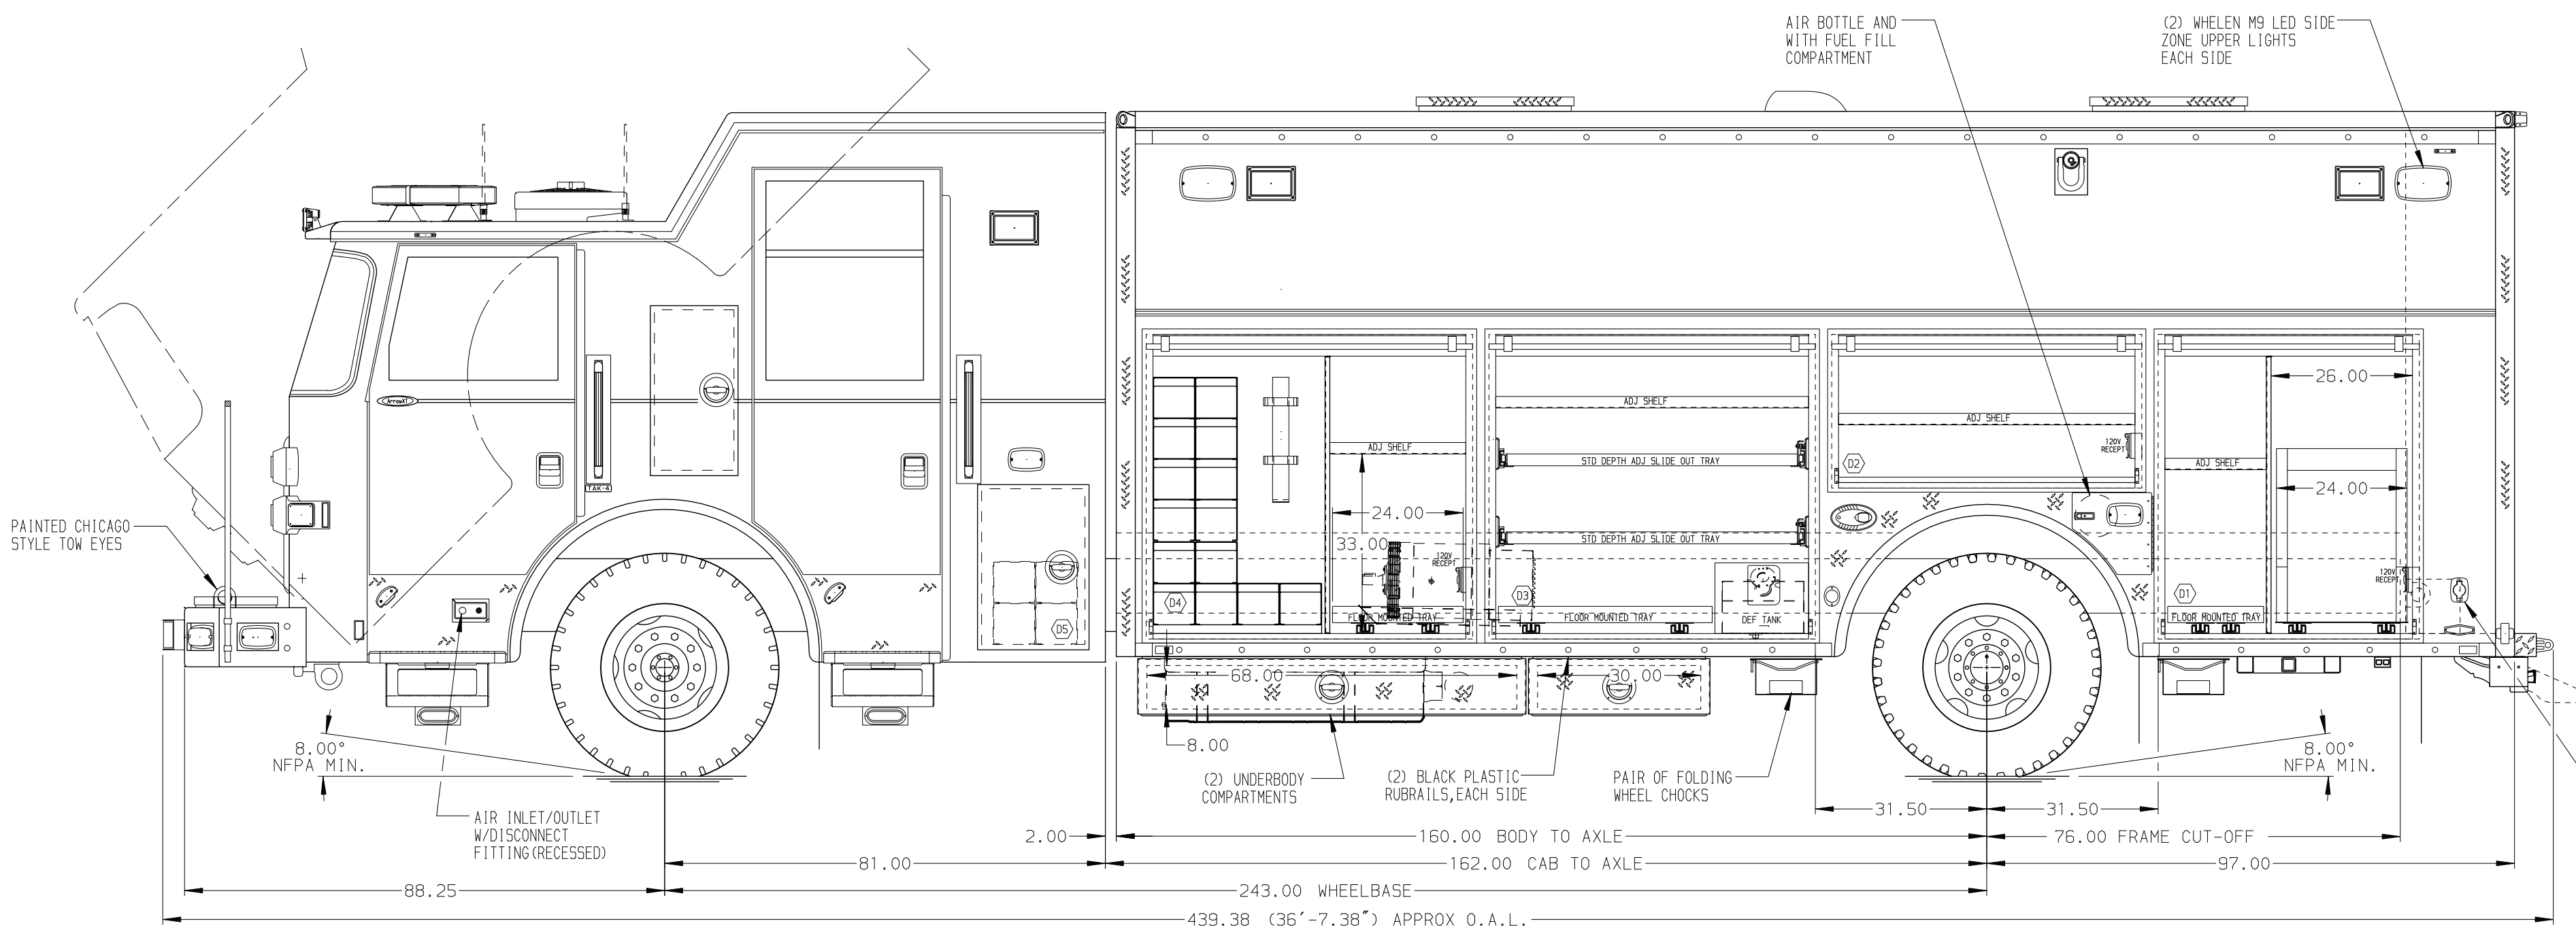 AIR BOTTLE AND
WITH FUEL FILL
COMPARTMENT
(2) WHELEN M9 LED SIDE
ZONE UPPER LIGHTS
EACH SIDE
ArrowXT
TAK-4
PAINTED CHICAGO
STYLE TOW EYES
26.00
ADJ SHELF
ADJ SHELF
ADJ SHELF
120V
RECEPT
D2
STD DEPTH ADJ SLIDE OUT TRAY
ADJ SHELF
24.00
24.00
33.00
STD DEPTH ADJ SLIDE OUT TRAY
120V
RECEPT
120V
RECEPT
D4
D3
D1
FLOOR MOUNTED TRAY
FLOOR MOUNTED TRAY
DEF TANK
FLOOR MOUNTED TRAY
D5
68.00
30.00
8.00
8.00°
NFPA MIN.
8.00°
NFPA MIN.
(2) UNDERBODY
COMPARTMENTS
(2) BLACK PLASTIC
RUBRAILS,EACH SIDE
PAIR OF FOLDING
WHEEL CHOCKS
AIR INLET/OUTLET
W/DISCONNECT
FITTING(RECESSED)
31.50
31.50
2.00
160.00 BODY TO AXLE
76.00 FRAME CUT-OFF
81.00
162.00 CAB TO AXLE
97.00
88.25
243.00 WHEELBASE
439.38 (36'-7.38") APPROX O.A.L.